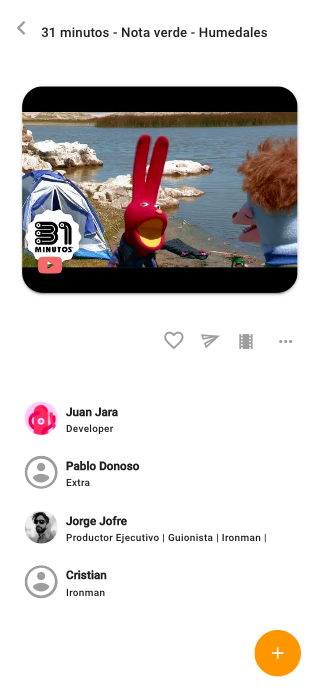 31 minutos - Nota verde - Humedales
31
MINUTOS
Juan Jara
Developer
Pablo Donoso
Extra
Jorge Jofre
Productor Ejecutivo | Guionista | Ironman |
Cristian
Ironman